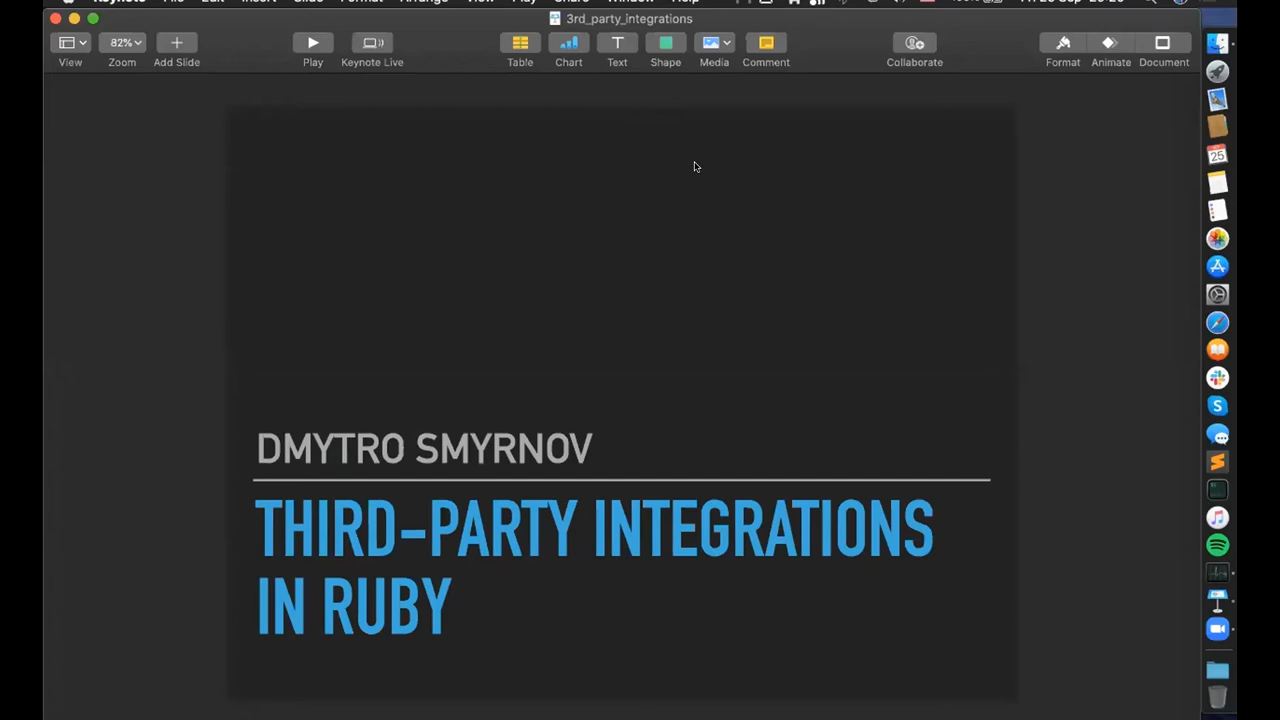 3rd_party_integrations
82%
View
Zoom
Add Slide
Play
Keynote Live
Table
Chart
Text
Shape
Media
Comment
Collaborate
Format
Animate
Document
25
DMYTRO SMYRNOV
THIRD-PARTY INTEGRATIONS
IN RUBY